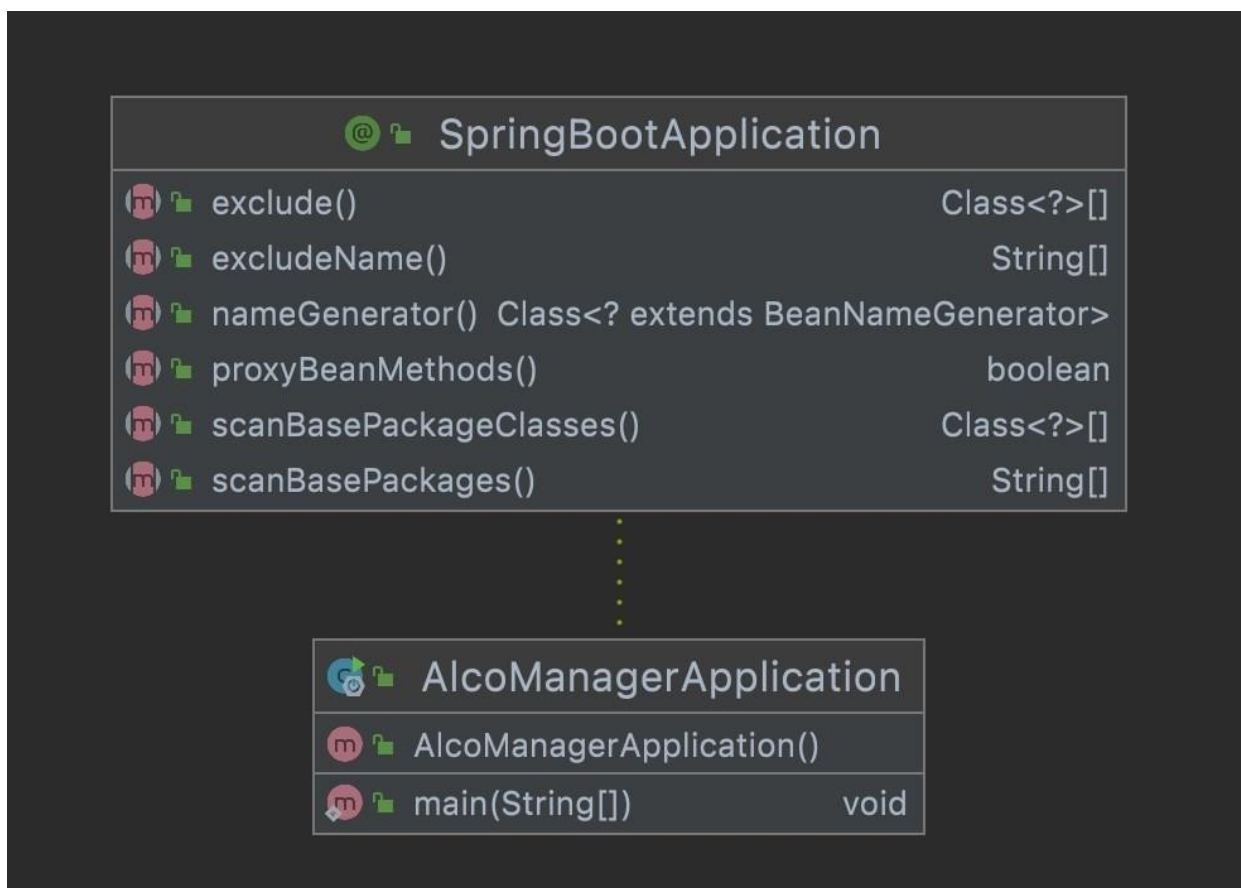 SpringBootApplication
exclude() Class<?>[]
excludeName() String[]
nameGenerator() Class<? extends BeanNameGenerator>
proxyBeanMethods() boolean
scanBasePackageClasses() Class<?>[]
scanBasePackages() String[]
AlcoManagerApplication
AlcoManagerApplication()
main(String[]) void